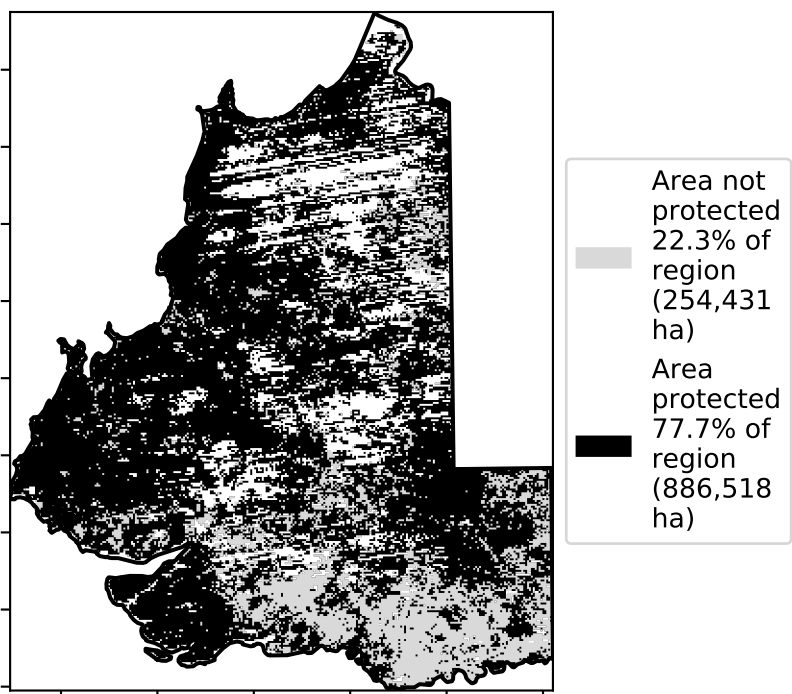 Area not
protected
22.3% of
region
(254,431
ha)
Area
protected
77.7% of
region
(886,518
ha)